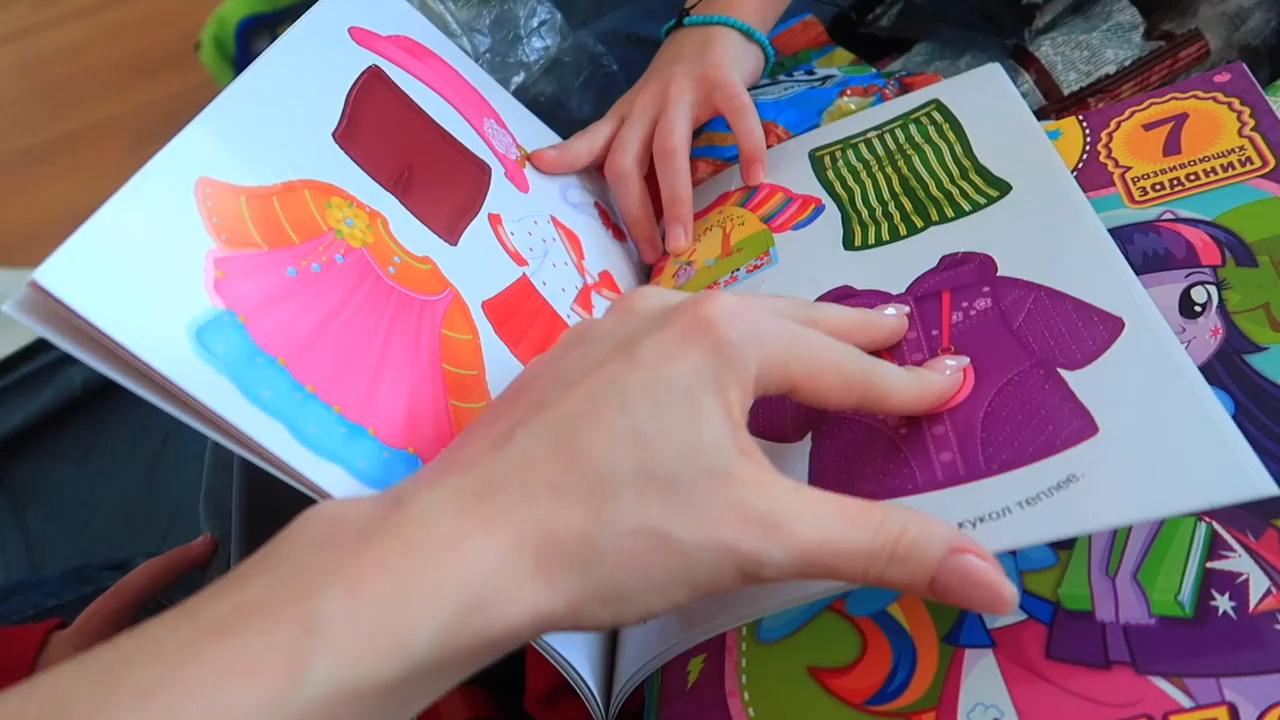 7
развивающих
заданий
кукол теплее.